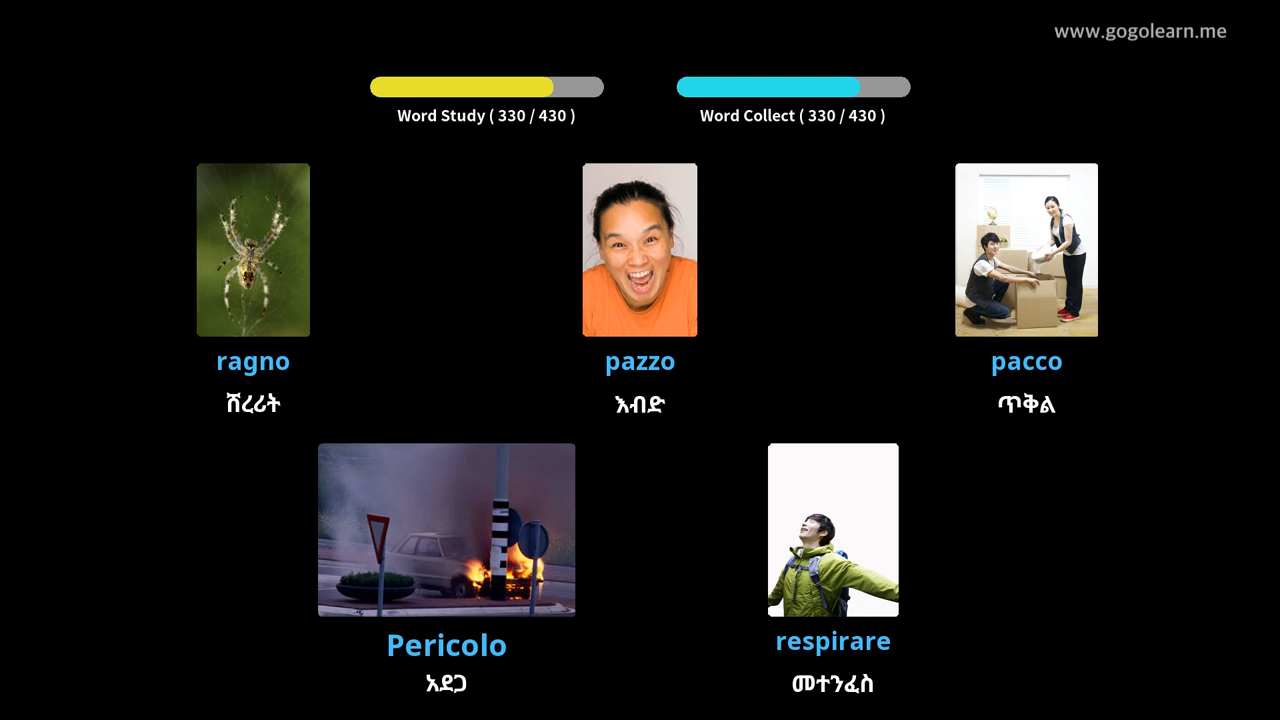 www.gogolearn.me
Word Study ( 330 / 430 )
Word Collect ( 330 / 430 )
ragno
pazzo
pacco
ሸረሪት
እብድ
ጥቅል
Pericolo
respirare
አደጋ
መተንፈስ